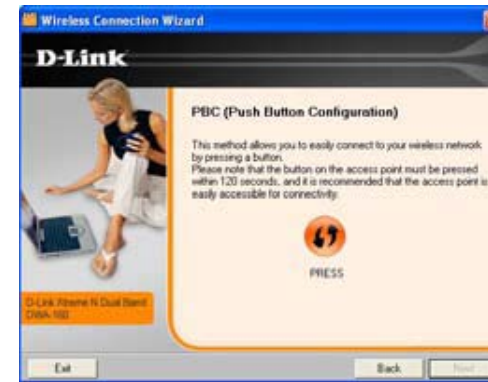 Wireless Connection Wizard
D-Link
PBC (Push Button Configuration)
This method allows you to easily connect to your wireless network
by pressing a button.
Please note that the button on the access point must be pressed
within 120 seconds, and it is recommended that the access point is
easily accessible for connectivity.
PRESS
D-Link Xtreme N Dual Band
DWA-160
Exit
Back
Next